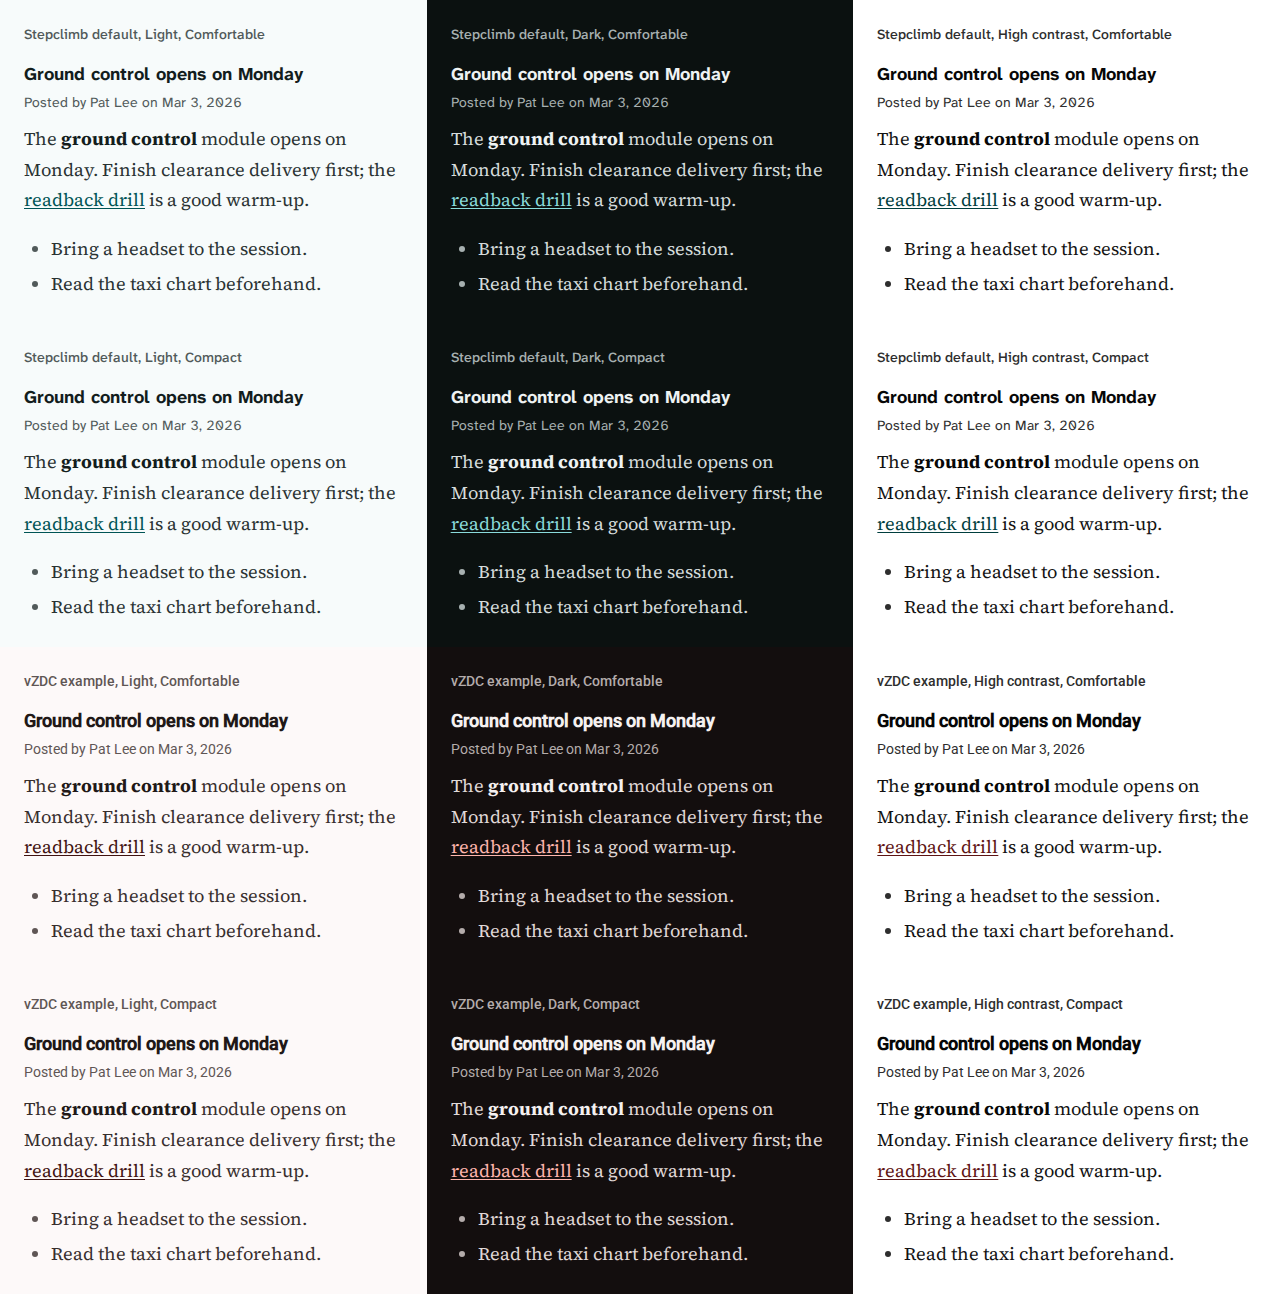 Stepclimb default, Light, Comfortable
Ground control opens on Monday
Posted by Pat Lee on Mar 3, 2026
The ground control module opens on
Monday. Finish clearance delivery first; the
readback drill is a good warm-up.
Bring a headset to the session.
Read the taxi chart beforehand.
Stepclimb default, Dark, Comfortable
Ground control opens on Monday
Posted by Pat Lee on Mar 3, 2026
The ground control module opens on
Monday. Finish clearance delivery first; the
readback drill is a good warm-up.
Bring a headset to the session.
Read the taxi chart beforehand.
Stepclimb default, High contrast, Comfortable
Ground control opens on Monday
Posted by Pat Lee on Mar 3, 2026
The ground control module opens on
Monday. Finish clearance delivery first; the
readback drill is a good warm-up.
Bring a headset to the session.
Read the taxi chart beforehand.
Stepclimb default, Light, Compact
Ground control opens on Monday
Posted by Pat Lee on Mar 3, 2026
The ground control module opens on
Monday. Finish clearance delivery first; the
readback drill is a good warm-up.
Bring a headset to the session.
Read the taxi chart beforehand.
Stepclimb default, Dark, Compact
Ground control opens on Monday
Posted by Pat Lee on Mar 3, 2026
The ground control module opens on
Monday. Finish clearance delivery first; the
readback drill is a good warm-up.
Bring a headset to the session.
Read the taxi chart beforehand.
Stepclimb default, High contrast, Compact
Ground control opens on Monday
Posted by Pat Lee on Mar 3, 2026
The ground control module opens on
Monday. Finish clearance delivery first; the
readback drill is a good warm-up.
Bring a headset to the session.
Read the taxi chart beforehand.
vZDC example, Light, Comfortable
Ground control opens on Monday
Posted by Pat Lee on Mar 3, 2026
The ground control module opens on
Monday. Finish clearance delivery first; the
readback drill is a good warm-up.
Bring a headset to the session.
Read the taxi chart beforehand.
vZDC example, Dark, Comfortable
Ground control opens on Monday
Posted by Pat Lee on Mar 3, 2026
The ground control module opens on
Monday. Finish clearance delivery first; the
readback drill is a good warm-up.
Bring a headset to the session.
Read the taxi chart beforehand.
vZDC example, High contrast, Comfortable
Ground control opens on Monday
Posted by Pat Lee on Mar 3, 2026
The ground control module opens on
Monday. Finish clearance delivery first; the
readback drill is a good warm-up.
Bring a headset to the session.
Read the taxi chart beforehand.
vZDC example, Light, Compact
Ground control opens on Monday
Posted by Pat Lee on Mar 3, 2026
The ground control module opens on
Monday. Finish clearance delivery first; the
readback drill is a good warm-up.
Bring a headset to the session.
Read the taxi chart beforehand.
vZDC example, Dark, Compact
Ground control opens on Monday
Posted by Pat Lee on Mar 3, 2026
The ground control module opens on
Monday. Finish clearance delivery first; the
readback drill is a good warm-up.
Bring a headset to the session.
Read the taxi chart beforehand.
vZDC example, High contrast, Compact
Ground control opens on Monday
Posted by Pat Lee on Mar 3, 2026
The ground control module opens on
Monday. Finish clearance delivery first; the
readback drill is a good warm-up.
Bring a headset to the session.
Read the taxi chart beforehand.